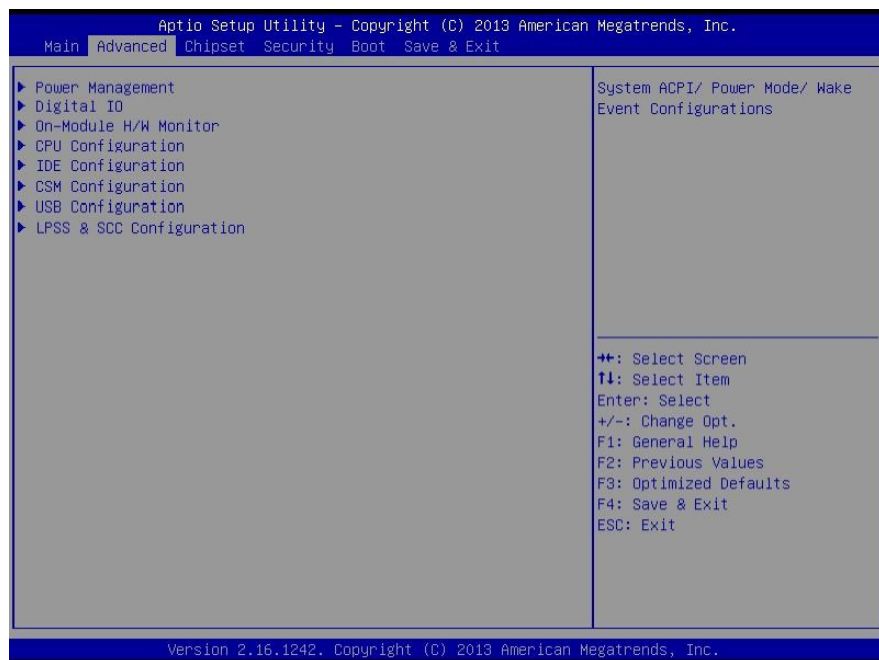 Aptio Setup Utility – Copyright (C) 2013 American Megatrends, Inc.
Main Advanced Chipset Security Boot Save & Exit
▶ Power Management
▶ Digital IO
▶ On-Module H/W Monitor
▶ CPU Configuration
▶ IDE Configuration
▶ CSM Configuration
▶ USB Configuration
▶ LPSS & SCC Configuration
System ACPI/ Power Mode/ Wake
Event Configurations
→←: Select Screen
↑↓: Select Item
Enter: Select
+/-: Change Opt.
F1: General Help
F2: Previous Values
F3: Optimized Defaults
F4: Save & Exit
ESC: Exit
Version 2.16.1242. Copyright (C) 2013 American Megatrends, Inc.